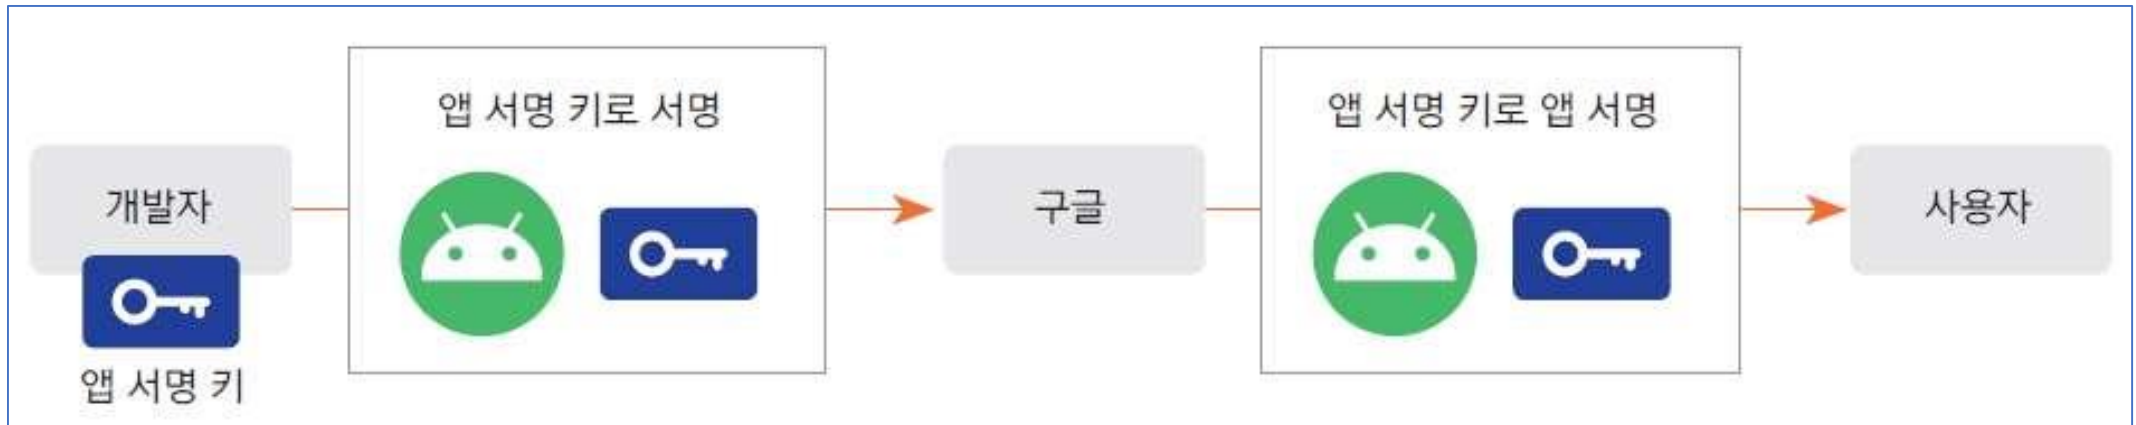 앱 서명 키로 서명
앱 서명 키로 앱 서명
개발자
구글
사용자
앱 서명 키